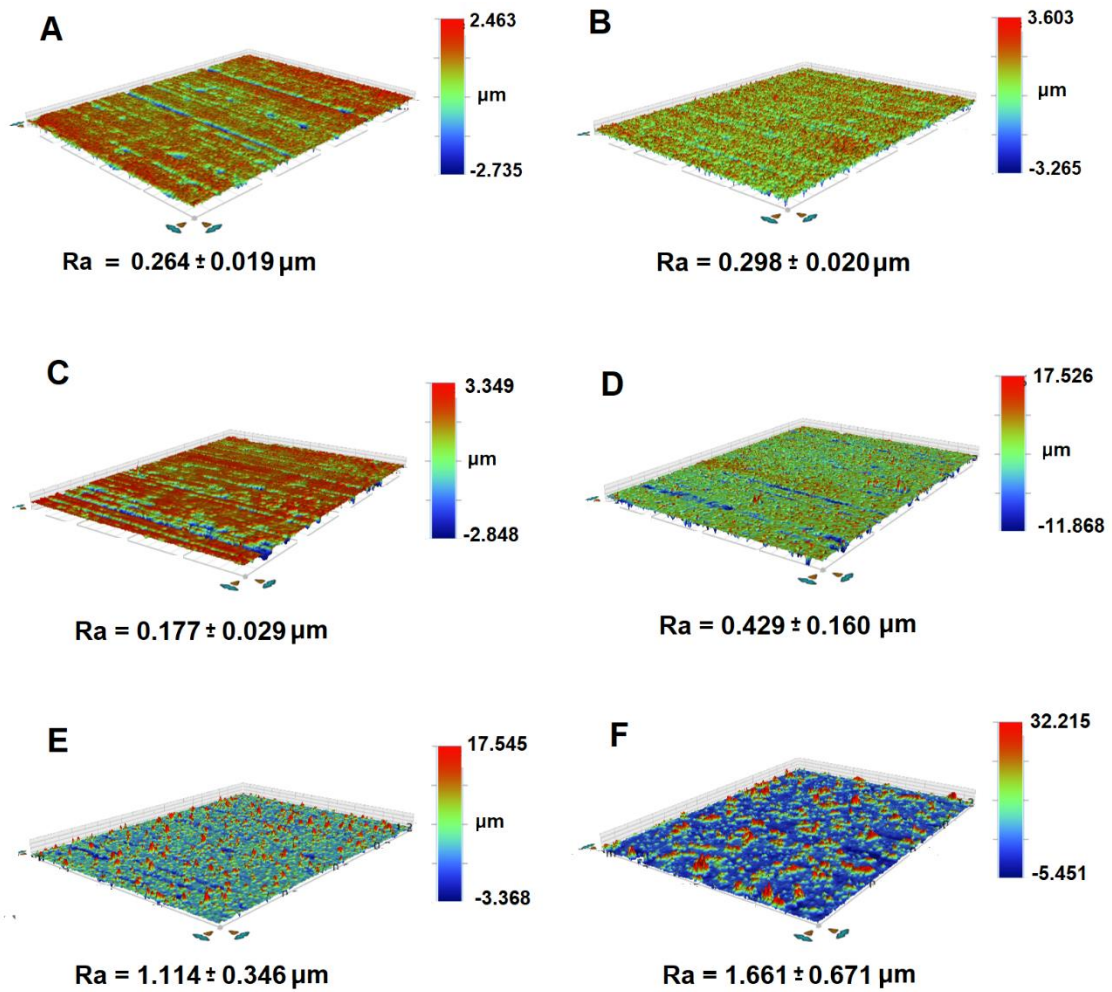 A
2.463
μm
-2.735
Ra = 0.264 ± 0.019 μm
B
3.603
μm
-3.265
Ra = 0.298 ± 0.020 μm
C
3.349
μm
-2.848
Ra = 0.177 ± 0.029 μm
D
17.526
μm
-11.868
Ra = 0.429 ± 0.160 μm
E
17.545
μm
-3.368
Ra = 1.114 ± 0.346 μm
F
32.215
-5.451
Ra = 1.661 ± 0.671 μm